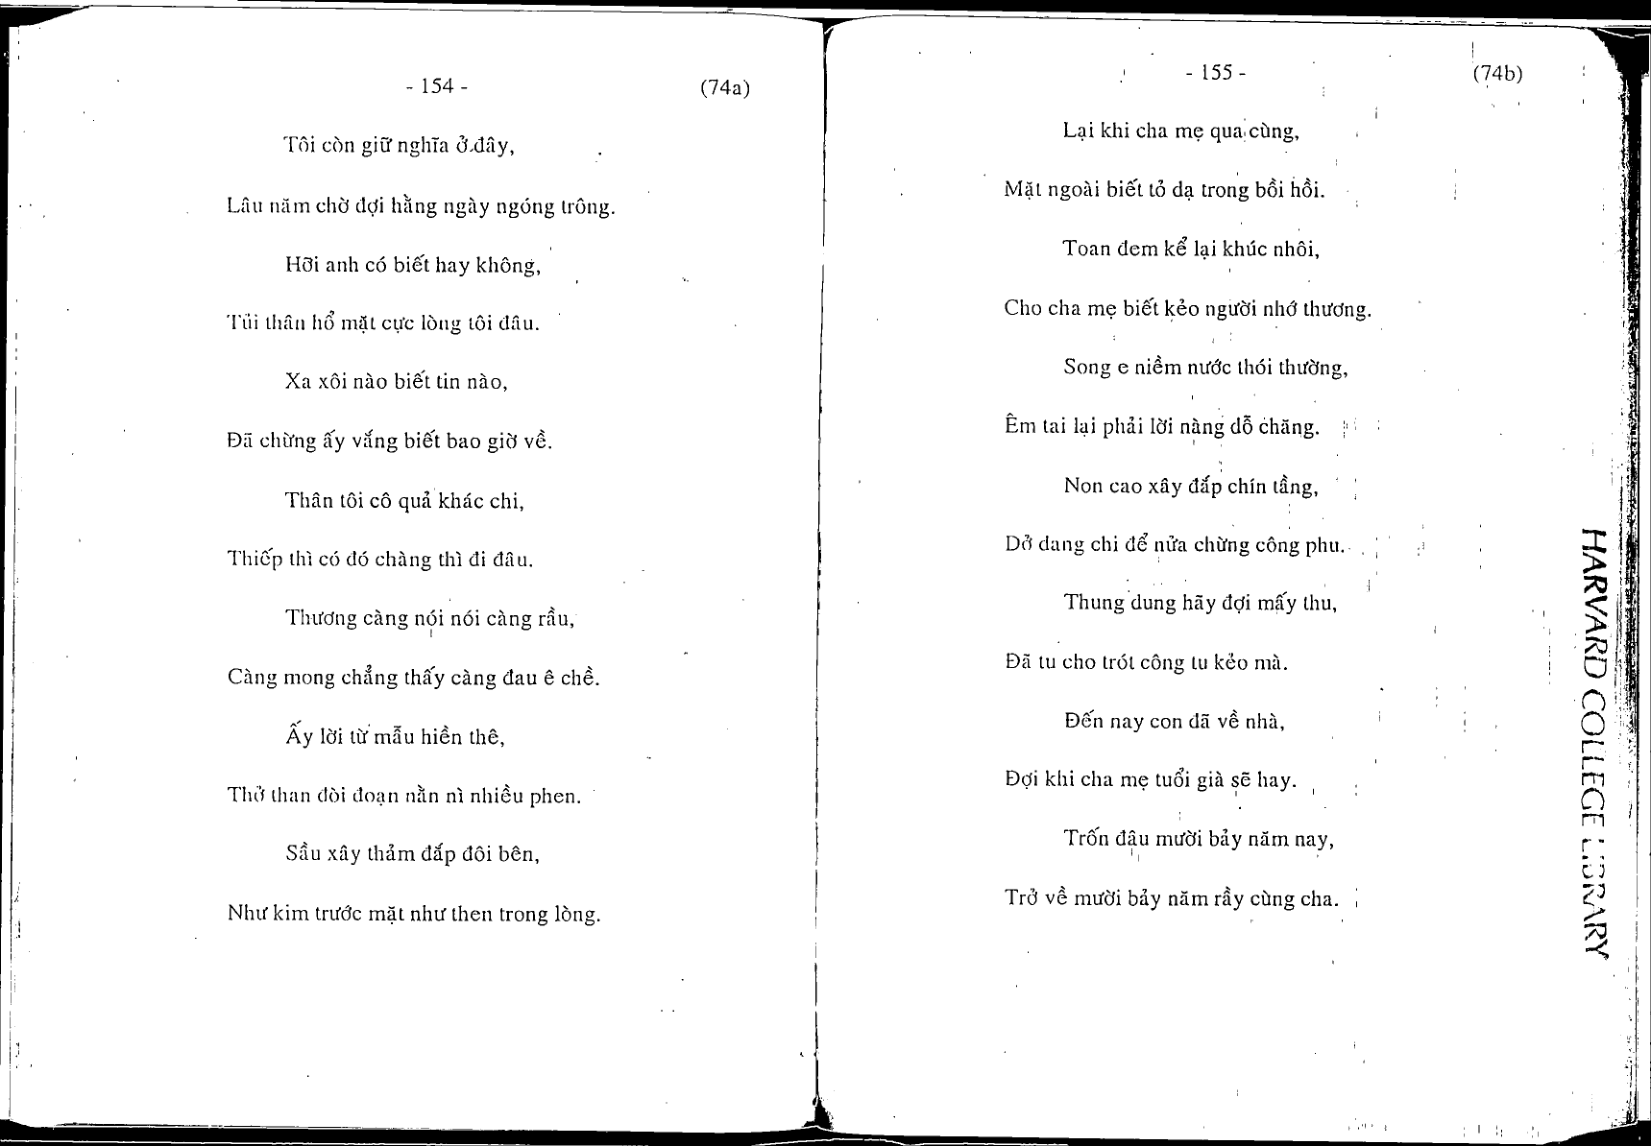 - 154 - (74a)
Tôi còn giữ nghĩa ở đây,
Lâu năm chờ đợi hằng ngày ngóng trông.
Hỡi anh có biết hay không,
Tủi thân hổ mặt cực lòng tôi đâu.
Xa xôi nào biết tin nào,
Đã chừng ấy vắng biết bao giờ về.
Thân tôi cô quả khác chi,
Thiếp thì có đó chàng thì đi đâu.
Thương càng nói nói càng rầu,
Càng mong chẳng thấy càng đau ê chề.
Ấy lời từ mẫu hiền thê,
Thở than đòi đoạn nằn nì nhiều phen.
Sầu xây thảm đắp đôi bên,
Như kim trước mặt như then trong lòng.
- 155 - (74b)
Lại khi cha mẹ qua cùng,
Mặt ngoài biết tỏ dạ trong bồi hồi.
Toan đem kể lại khúc nhôi,
Cho cha mẹ biết kẻo người nhớ thương.
Song e niềm nước thói thường,
Êm tai lại phải lời nàng dỗ chăng.
Non cao xây đắp chín tầng,
Dở dang chi để nửa chừng công phu.
Thung dung hãy đợi mấy thu,
Đã tu cho trót công tu kẻo mà.
Đến nay con đã về nhà,
Đợi khi cha mẹ tuổi già sẽ hay.
Trốn đâu mười bảy năm nay,
Trở về mười bảy năm rầy cùng cha.
HARVARD COLLEGE LIBRARY